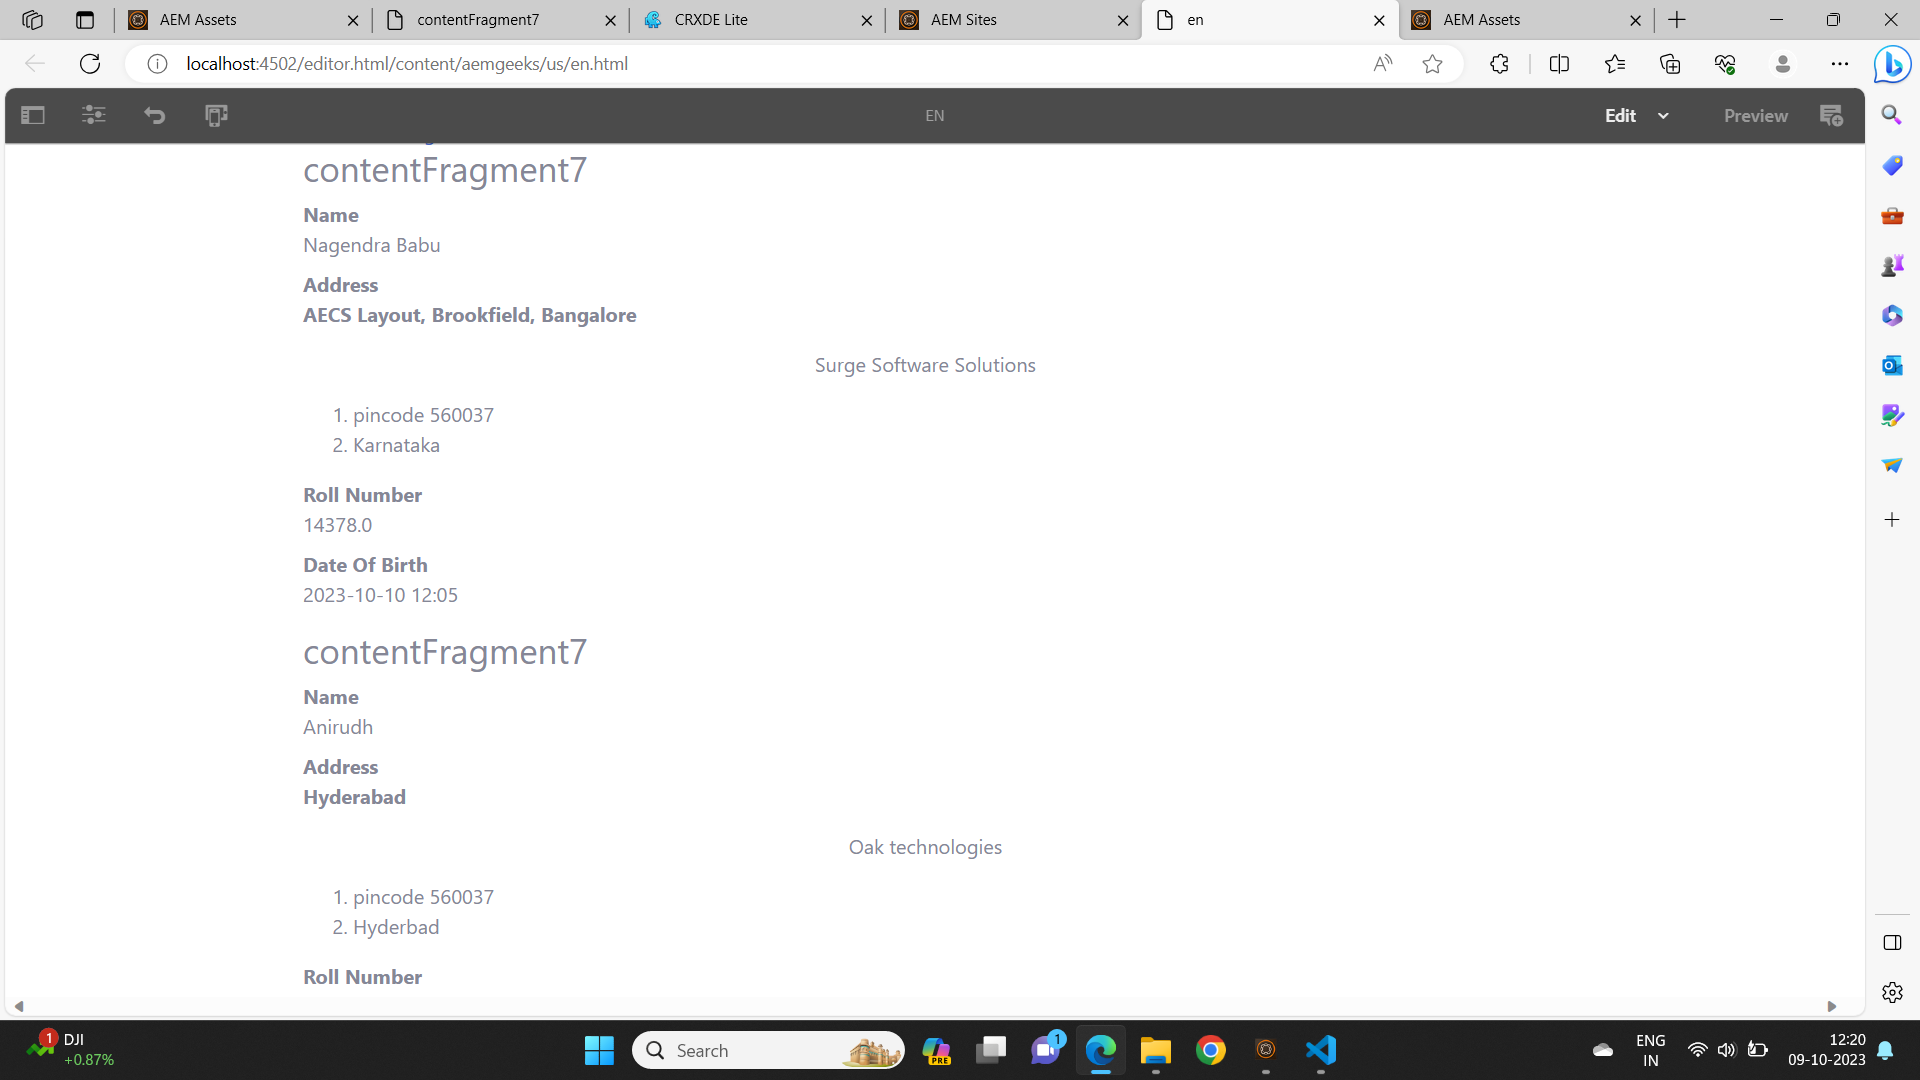 AEM Assets
contentFragment7
CRXDE Lite
AEM Sites
en
AEM Assets
localhost:4502/editor.html/content/aemgeeks/us/en.html
EN
Edit
Preview
contentFragment7
Name
Nagendra Babu
Address
AECS Layout, Brookfield, Bangalore
Surge Software Solutions
1. pincode 560037
2. Karnataka
Roll Number
14378.0
Date Of Birth
2023-10-10 12:05
contentFragment7
Name
Anirudh
Address
Hyderabad
Oak technologies
1. pincode 560037
2. Hyderbad
Roll Number
1
DJI
+0.87%
Search
PRE
1
ENG
IN
12:20
09-10-2023